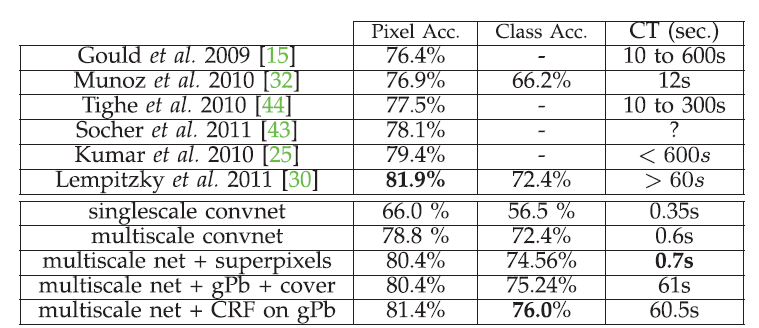 Pixel Acc. Class Acc. CT (sec.)
Gould et al. 2009 [15] 76.4% - 10 to 600s
Munoz et al. 2010 [32] 76.9% 66.2% 12s
Tighe et al. 2010 [44] 77.5% - 10 to 300s
Socher et al. 2011 [43] 78.1% - ?
Kumar et al. 2010 [25] 79.4% - < 600s
Lempitzky et al. 2011 [30] 81.9% 72.4% > 60s
singlescale convnet 66.0 % 56.5 % 0.35s
multiscale convnet 78.8 % 72.4% 0.6s
multiscale net + superpixels 80.4% 74.56% 0.7s
multiscale net + gPb + cover 80.4% 75.24% 61s
multiscale net + CRF on gPb 81.4% 76.0% 60.5s